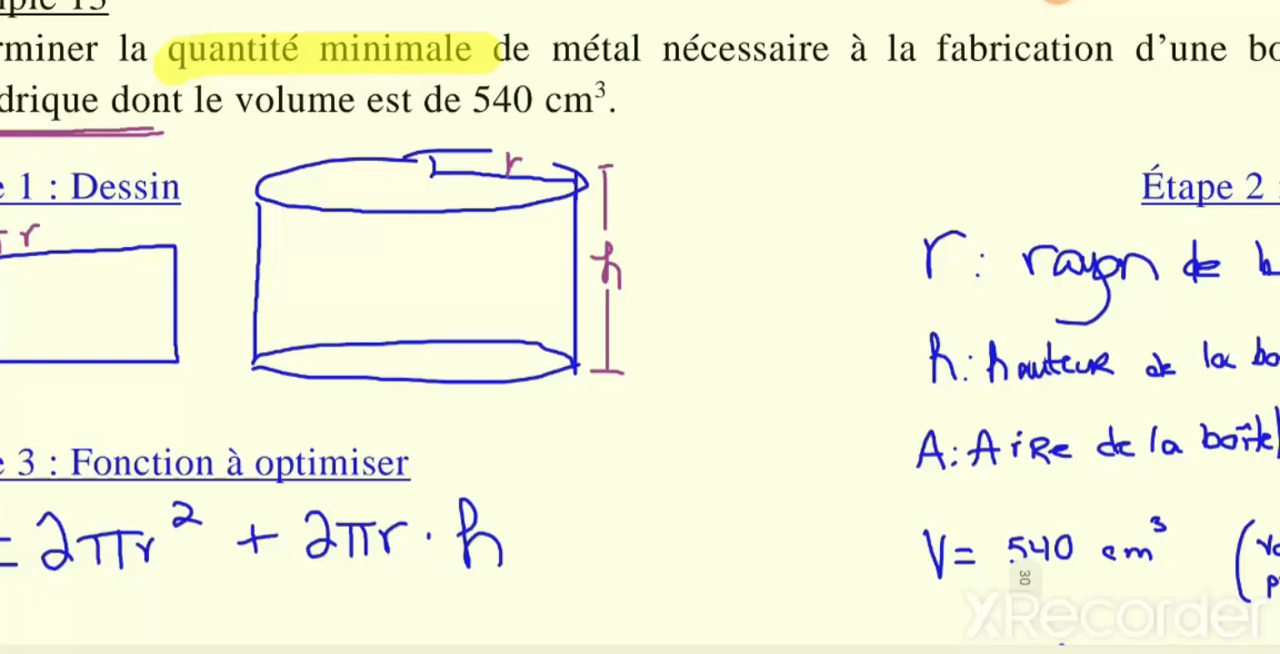 rminer la quantité minimale de métal nécessaire à la fabrication d'une bo
drique dont le volume est de 540 cm³.
e 1 : Dessin
r
r
h
Étape 2 :
r : rayon de
h : hauteur de la bo
A : Aire de la boîte
e 3 : Fonction à optimiser
= 2πr² + 2πr · h
V = 540 cm³
30
XRecorder